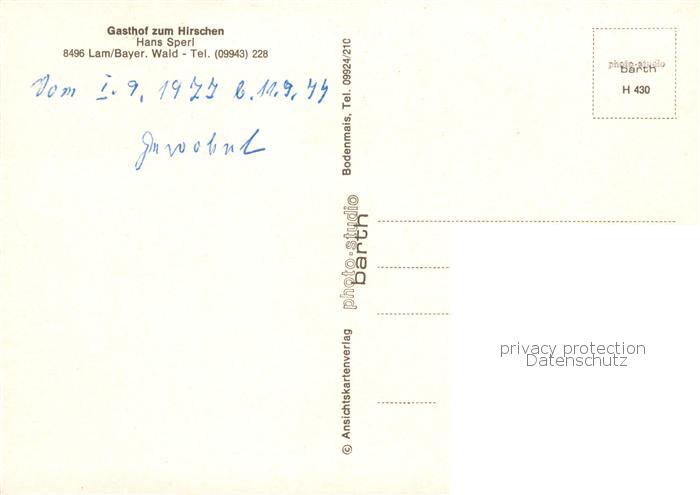 Gasthof zum Hirschen
Hans Sperl
8496 Lam/Bayer. Wald - Tel. (09943) 228
Vom 1.9.1977 b. 11.9.77
Gewohnt
© Ansichtskartenverlag photo-studio barth Bodenmais, Tel. 09924/210
photo-studio
barth
H 430
privacy protection
Datenschutz